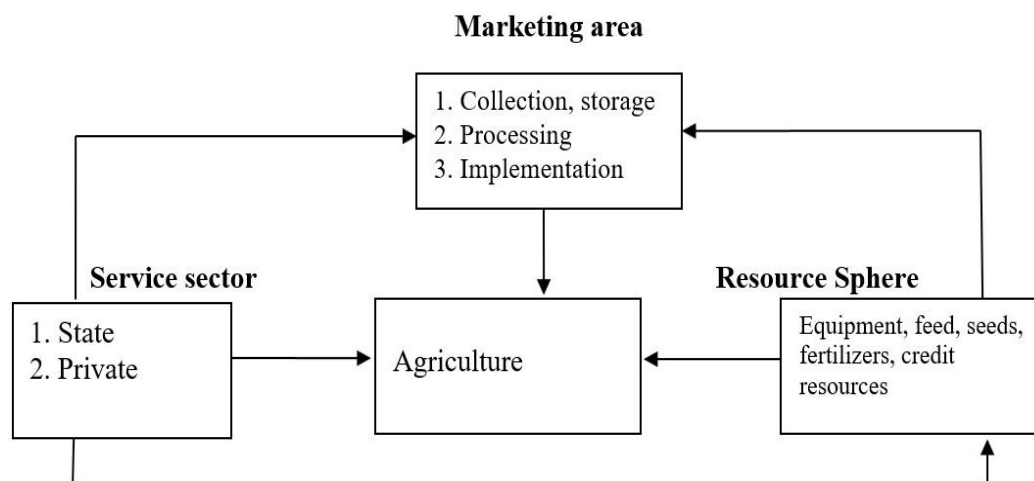 Marketing area
1. Collection, storage
2. Processing
3. Implementation
Service sector
1. State
2. Private
Agriculture
Resource Sphere
Equipment, feed, seeds,
fertilizers, credit
resources